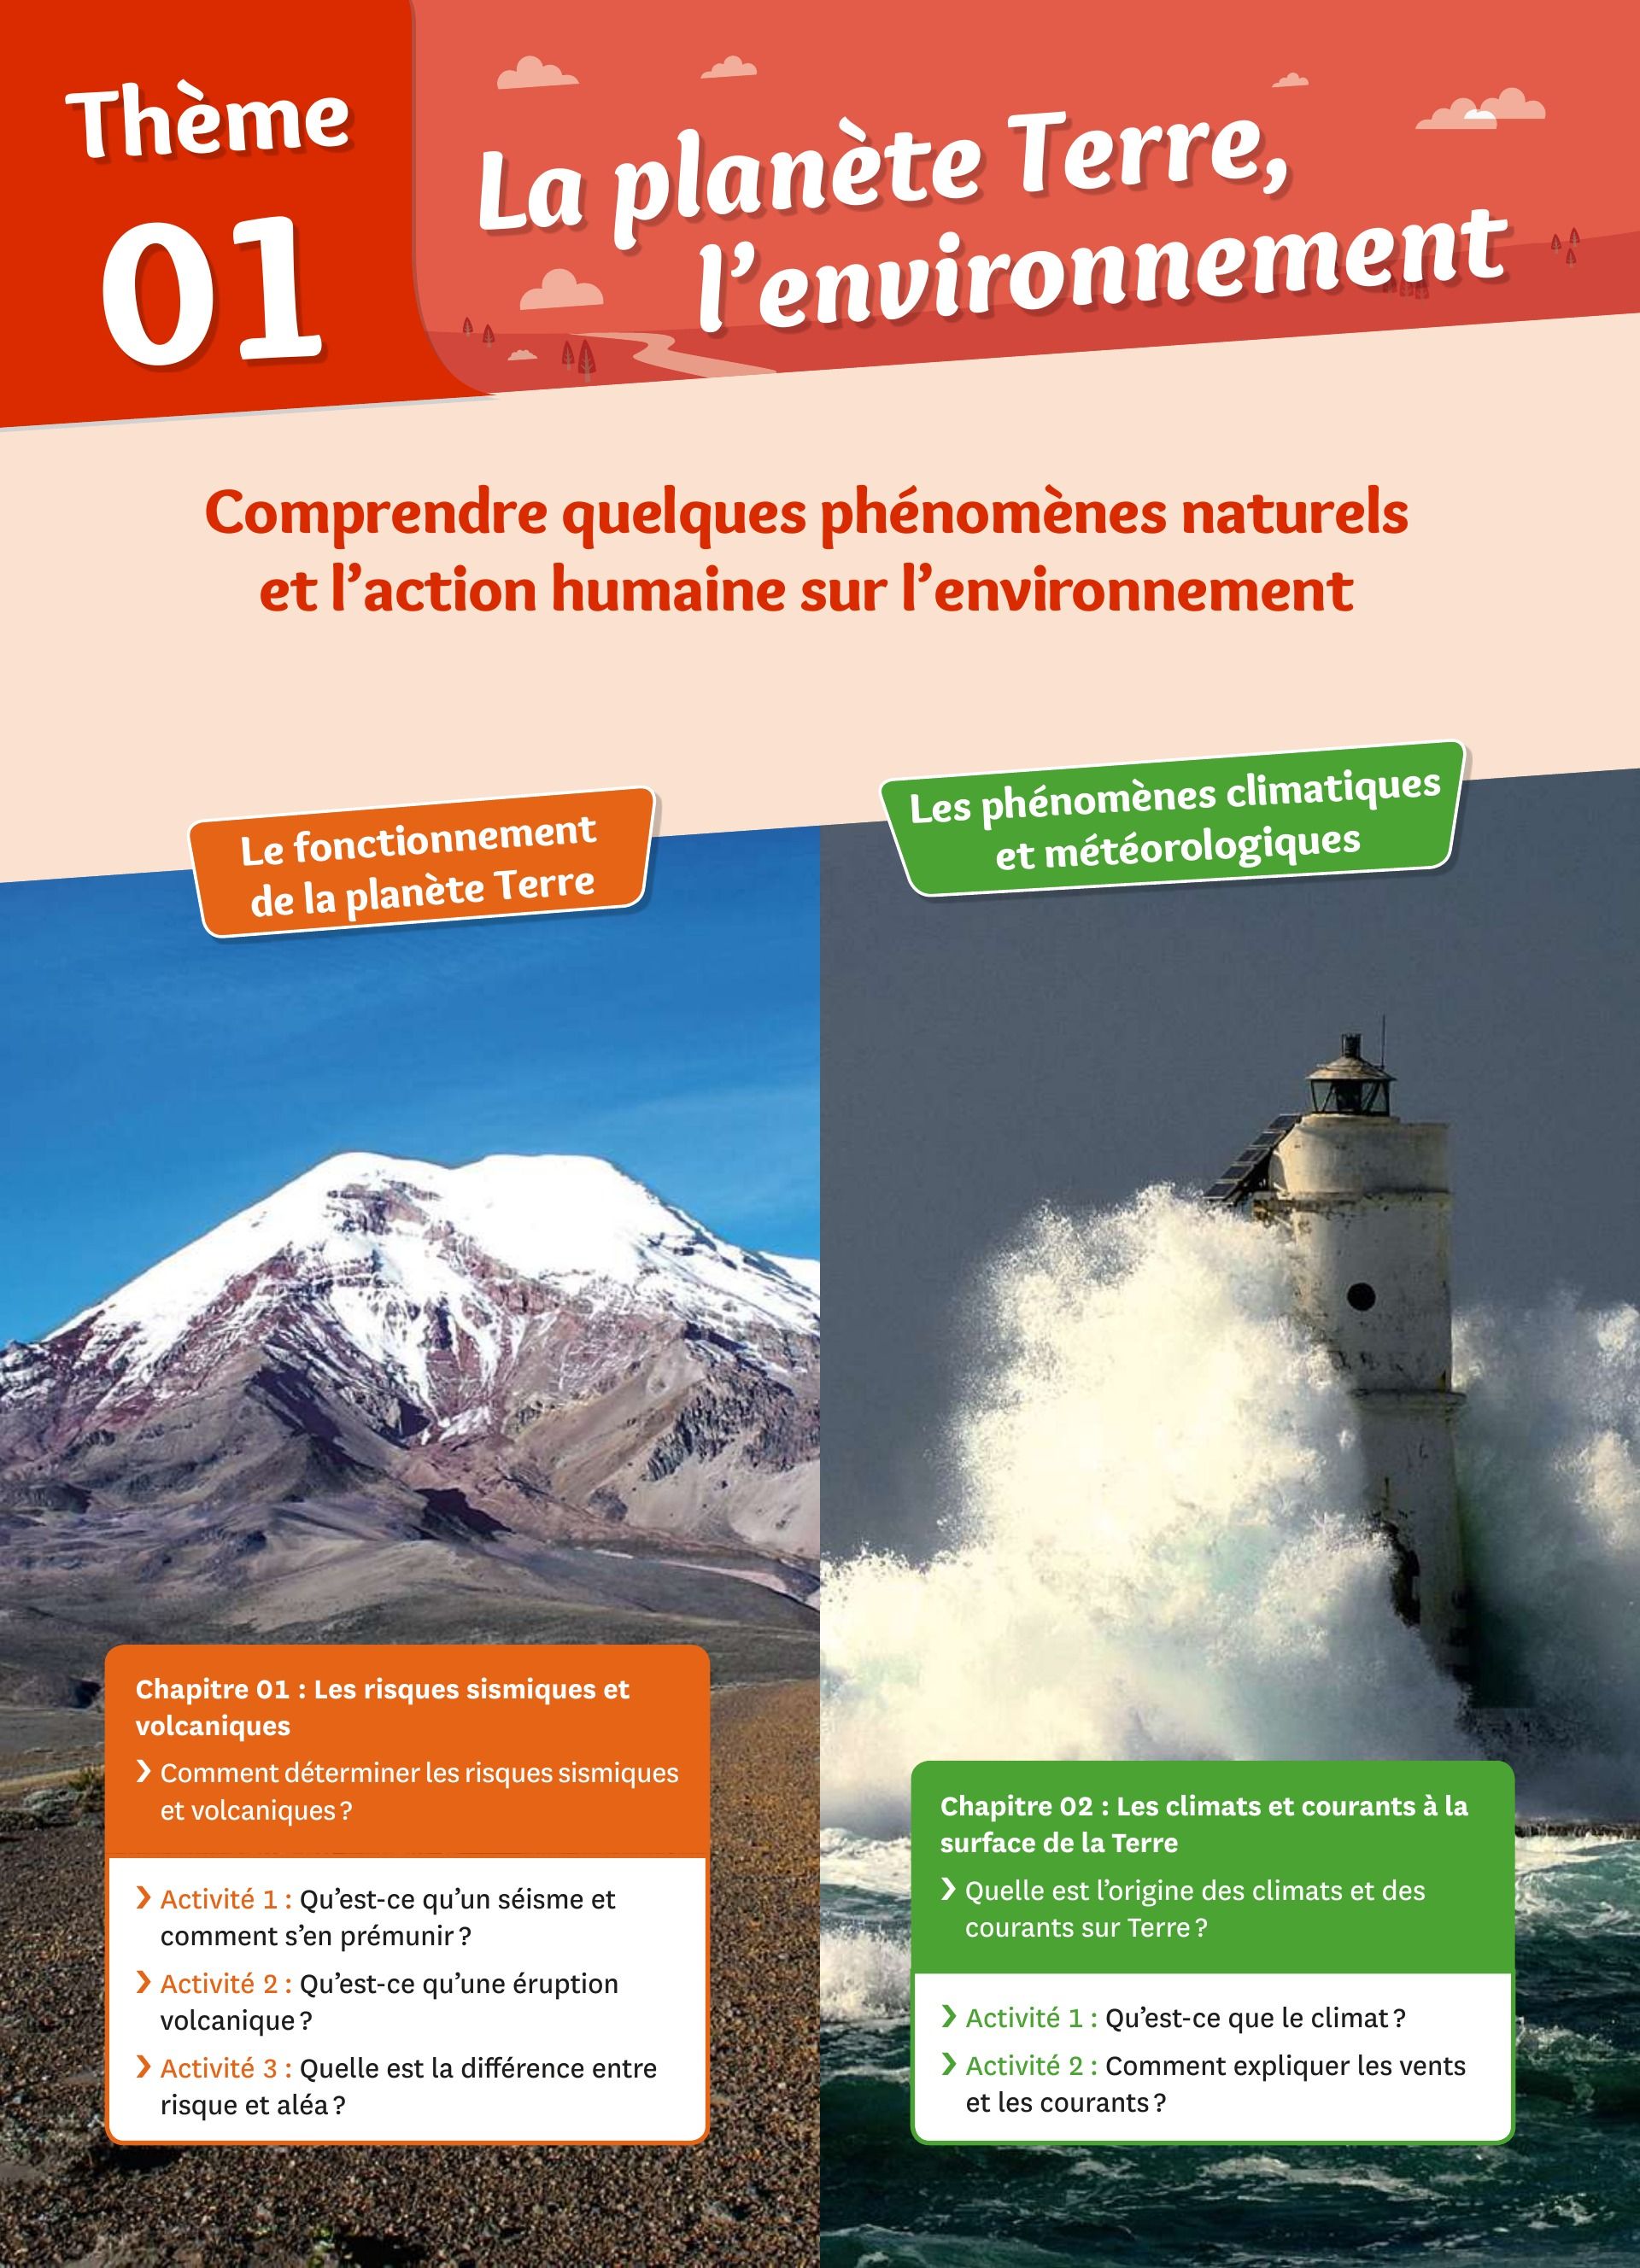 Thème
01
La planète Terre,
l’environnement
Comprendre quelques phénomènes naturels
et l’action humaine sur l’environnement
Le fonctionnement
de la planète Terre
Les phénomènes climatiques
et météorologiques
Chapitre 01 : Les risques sismiques et
volcaniques
❯ Comment déterminer les risques sismiques
et volcaniques ?
❯ Activité 1 : Qu’est-ce qu’un séisme et
comment s’en prémunir ?
❯ Activité 2 : Qu’est-ce qu’une éruption
volcanique ?
❯ Activité 3 : Quelle est la différence entre
risque et aléa ?
Chapitre 02 : Les climats et courants à la
surface de la Terre
❯ Quelle est l’origine des climats et des
courants sur Terre ?
❯ Activité 1 : Qu’est-ce que le climat ?
❯ Activité 2 : Comment expliquer les vents
et les courants ?